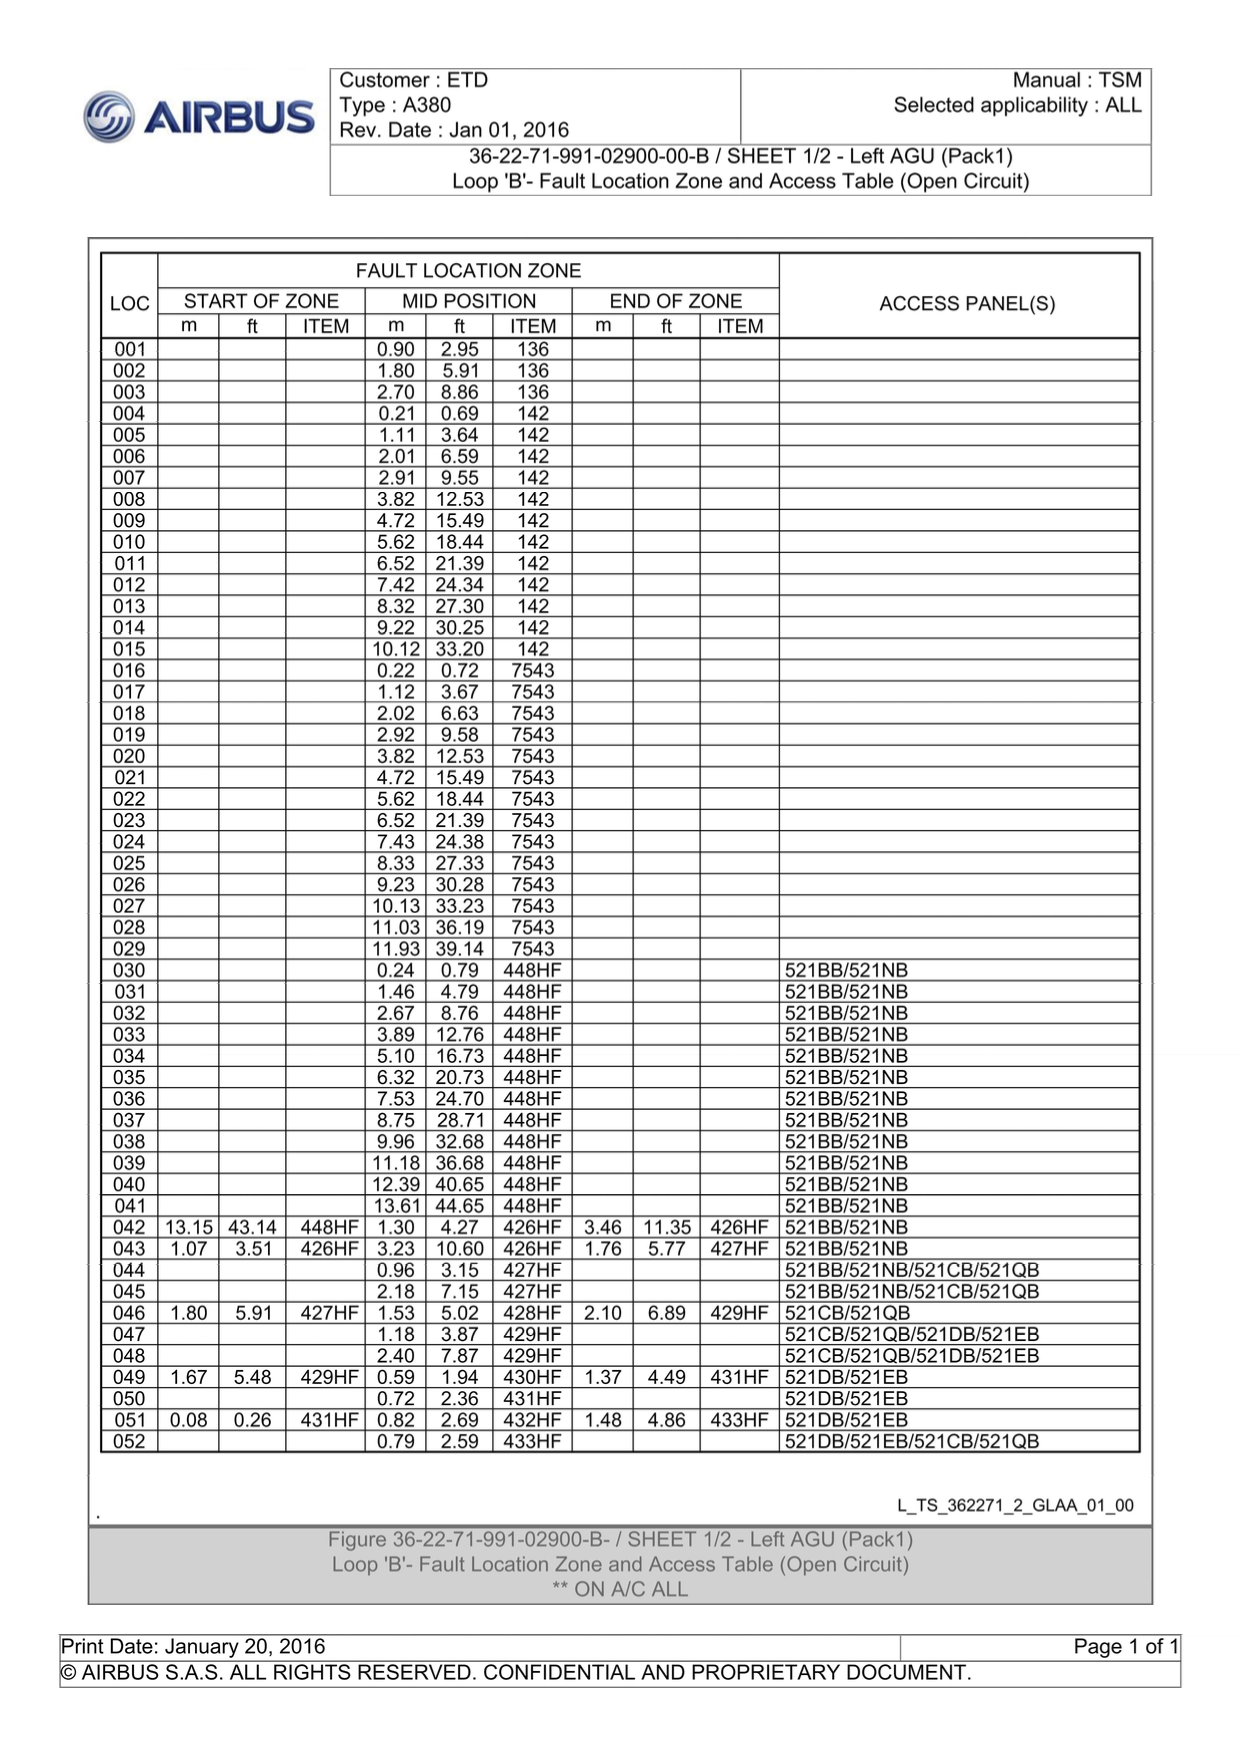 AIRBUS
Customer : ETD
Type : A380
Rev. Date : Jan 01, 2016
Manual : TSM
Selected applicability : ALL
36-22-71-991-02900-00-B / SHEET 1/2 - Left AGU (Pack1)
Loop 'B'- Fault Location Zone and Access Table (Open Circuit)
FAULT LOCATION ZONE
LOC START OF ZONE MID POSITION END OF ZONE ACCESS PANEL(S)
m ft ITEM m ft ITEM m ft ITEM
001 0.90 2.95 136
002 1.80 5.91 136
003 2.70 8.86 136
004 0.21 0.69 142
005 1.11 3.64 142
006 2.01 6.59 142
007 2.91 9.55 142
008 3.82 12.53 142
009 4.72 15.49 142
010 5.62 18.44 142
011 6.52 21.39 142
012 7.42 24.34 142
013 8.32 27.30 142
014 9.22 30.25 142
015 10.12 33.20 142
016 0.22 0.72 7543
017 1.12 3.67 7543
018 2.02 6.63 7543
019 2.92 9.58 7543
020 3.82 12.53 7543
021 4.72 15.49 7543
022 5.62 18.44 7543
023 6.52 21.39 7543
024 7.43 24.38 7543
025 8.33 27.33 7543
026 9.23 30.28 7543
027 10.13 33.23 7543
028 11.03 36.19 7543
029 11.93 39.14 7543
030 0.24 0.79 448HF 521BB/521NB
031 1.46 4.79 448HF 521BB/521NB
032 2.67 8.76 448HF 521BB/521NB
033 3.89 12.76 448HF 521BB/521NB
034 5.10 16.73 448HF 521BB/521NB
035 6.32 20.73 448HF 521BB/521NB
036 7.53 24.70 448HF 521BB/521NB
037 8.75 28.71 448HF 521BB/521NB
038 9.96 32.68 448HF 521BB/521NB
039 11.18 36.68 448HF 521BB/521NB
040 12.39 40.65 448HF 521BB/521NB
041 13.61 44.65 448HF 521BB/521NB
042 13.15 43.14 448HF 1.30 4.27 426HF 3.46 11.35 426HF 521BB/521NB
043 1.07 3.51 426HF 3.23 10.60 426HF 1.76 5.77 427HF 521BB/521NB
044 0.96 3.15 427HF 521BB/521NB/521CB/521QB
045 2.18 7.15 427HF 521BB/521NB/521CB/521QB
046 1.80 5.91 427HF 1.53 5.02 428HF 2.10 6.89 429HF 521CB/521QB
047 1.18 3.87 429HF 521CB/521QB/521DB/521EB
048 2.40 7.87 429HF 521CB/521QB/521DB/521EB
049 1.67 5.48 429HF 0.59 1.94 430HF 1.37 4.49 431HF 521DB/521EB
050 0.72 2.36 431HF 521DB/521EB
051 0.08 0.26 431HF 0.82 2.69 432HF 1.48 4.86 433HF 521DB/521EB
052 0.79 2.59 433HF 521DB/521EB/521CB/521QB
. L_TS_362271_2_GLAA_01_00
Figure 36-22-71-991-02900-B- / SHEET 1/2 - Left AGU (Pack1)
Loop 'B'- Fault Location Zone and Access Table (Open Circuit)
** ON A/C ALL
Print Date: January 20, 2016 Page 1 of 1
© AIRBUS S.A.S. ALL RIGHTS RESERVED. CONFIDENTIAL AND PROPRIETARY DOCUMENT.